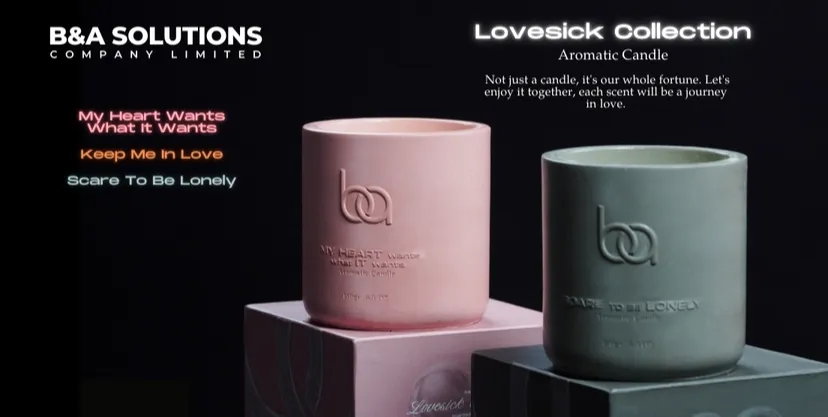 B&A SOLUTIONS
COMPANY LIMITED
Lovesick Collection
Aromatic Candle
Not just a candle, it's our whole fortune. Let's
enjoy it together, each scent will be a journey
in love.
My Heart Wants
What It Wants
Keep Me In Love
Scare To Be Lonely
ba
MY HEART wants
what IT wants
Aromatic Candle
ba
SCARE TO BE LONELY
Lovesick